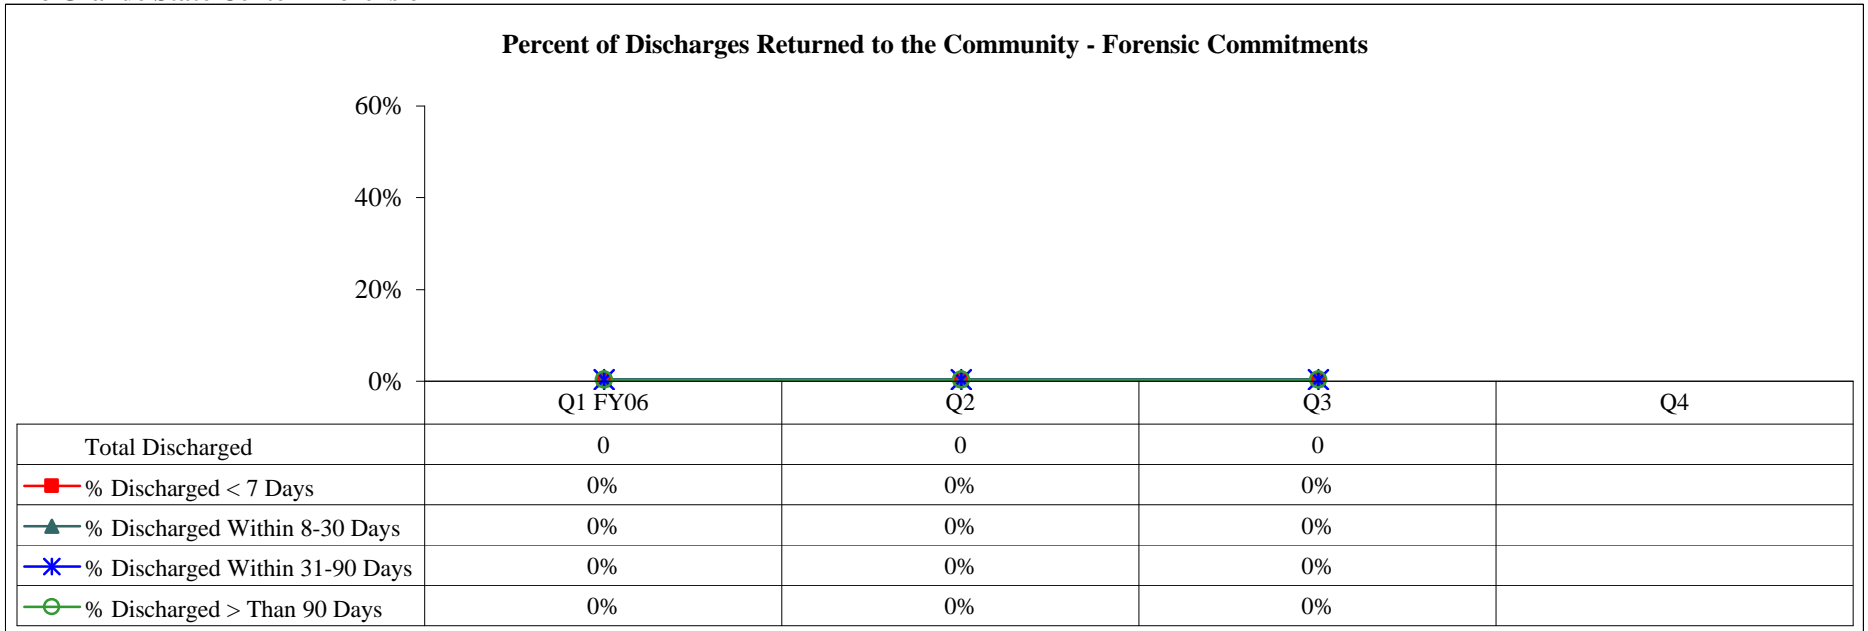 Percent of Discharges Returned to the Community - Forensic Commitments
60%
40%
20%
0%
Q1 FY06 Q2 Q3 Q4
Total Discharged 0 0 0
% Discharged < 7 Days 0% 0% 0%
% Discharged Within 8-30 Days 0% 0% 0%
% Discharged Within 31-90 Days 0% 0% 0%
% Discharged > Than 90 Days 0% 0% 0%